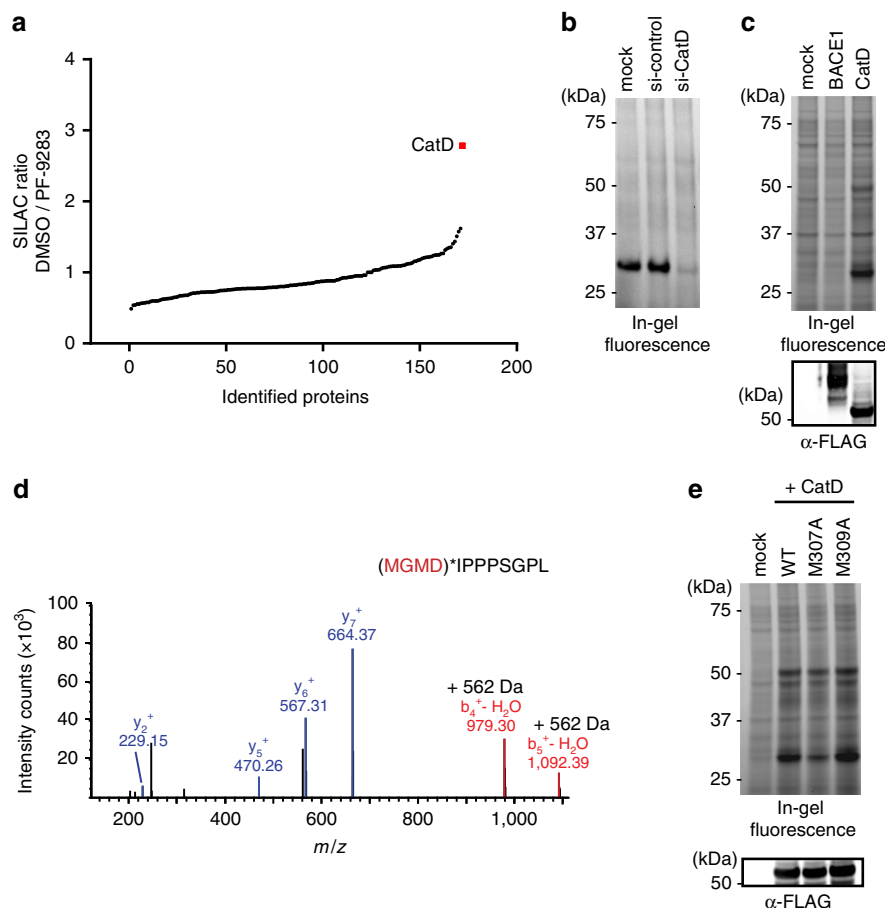 a
SILAC ratio
DMSO / PF-9283
4
3
2
1
0
CatD
0
50
100
150
200
Identified proteins
b
mock
si-control
si-CatD
(kDa)
75
50
37
25
In-gel
fluorescence
c
mock
BACE1
CatD
(kDa)
75
50
37
25
In-gel
fluorescence
(kDa)
50
α-FLAG
d
(MGMD)*IPPPSGPL
Intensity counts (×10³)
100
80
60
40
20
y₂⁺
229.15
y₅⁺
470.26
y₆⁺
567.31
y₇⁺
664.37
+ 562 Da
b₄⁺- H₂O
979.30
+ 562 Da
b₅⁺- H₂O
1,092.39
200
400
600
800
1,000
m/z
e
+ CatD
mock
WT
M307A
M309A
(kDa)
75
50
37
25
In-gel
fluorescence
(kDa)
50
α-FLAG